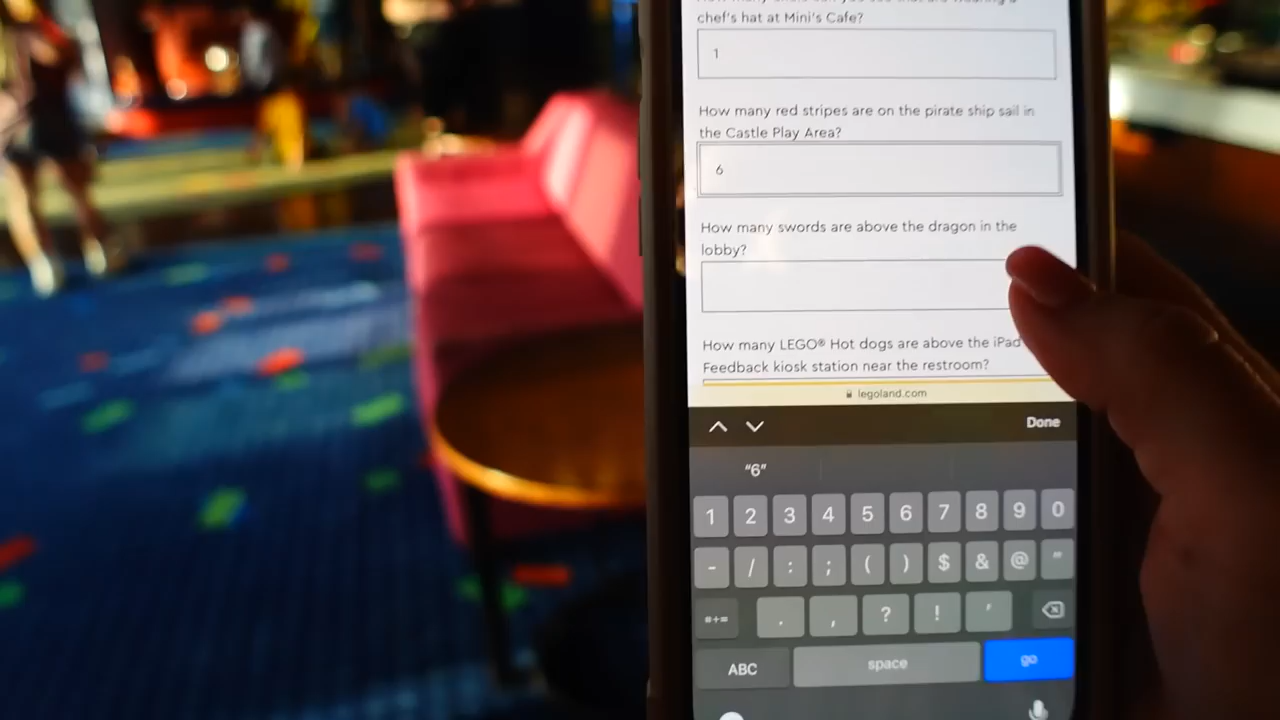 chef's hat at Mini's Cafe?
1
How many red stripes are on the pirate ship sail in
the Castle Play Area?
6
How many swords are above the dragon in the
lobby?
How many LEGO® Hot dogs are above the iPad
Feedback kiosk station near the restroom?
legoland.com
Done
"6"
1 2 3 4 5 6 7 8 9 0
- / : ; ( ) $ & @ "
#+= . , ? ! '
ABC space go